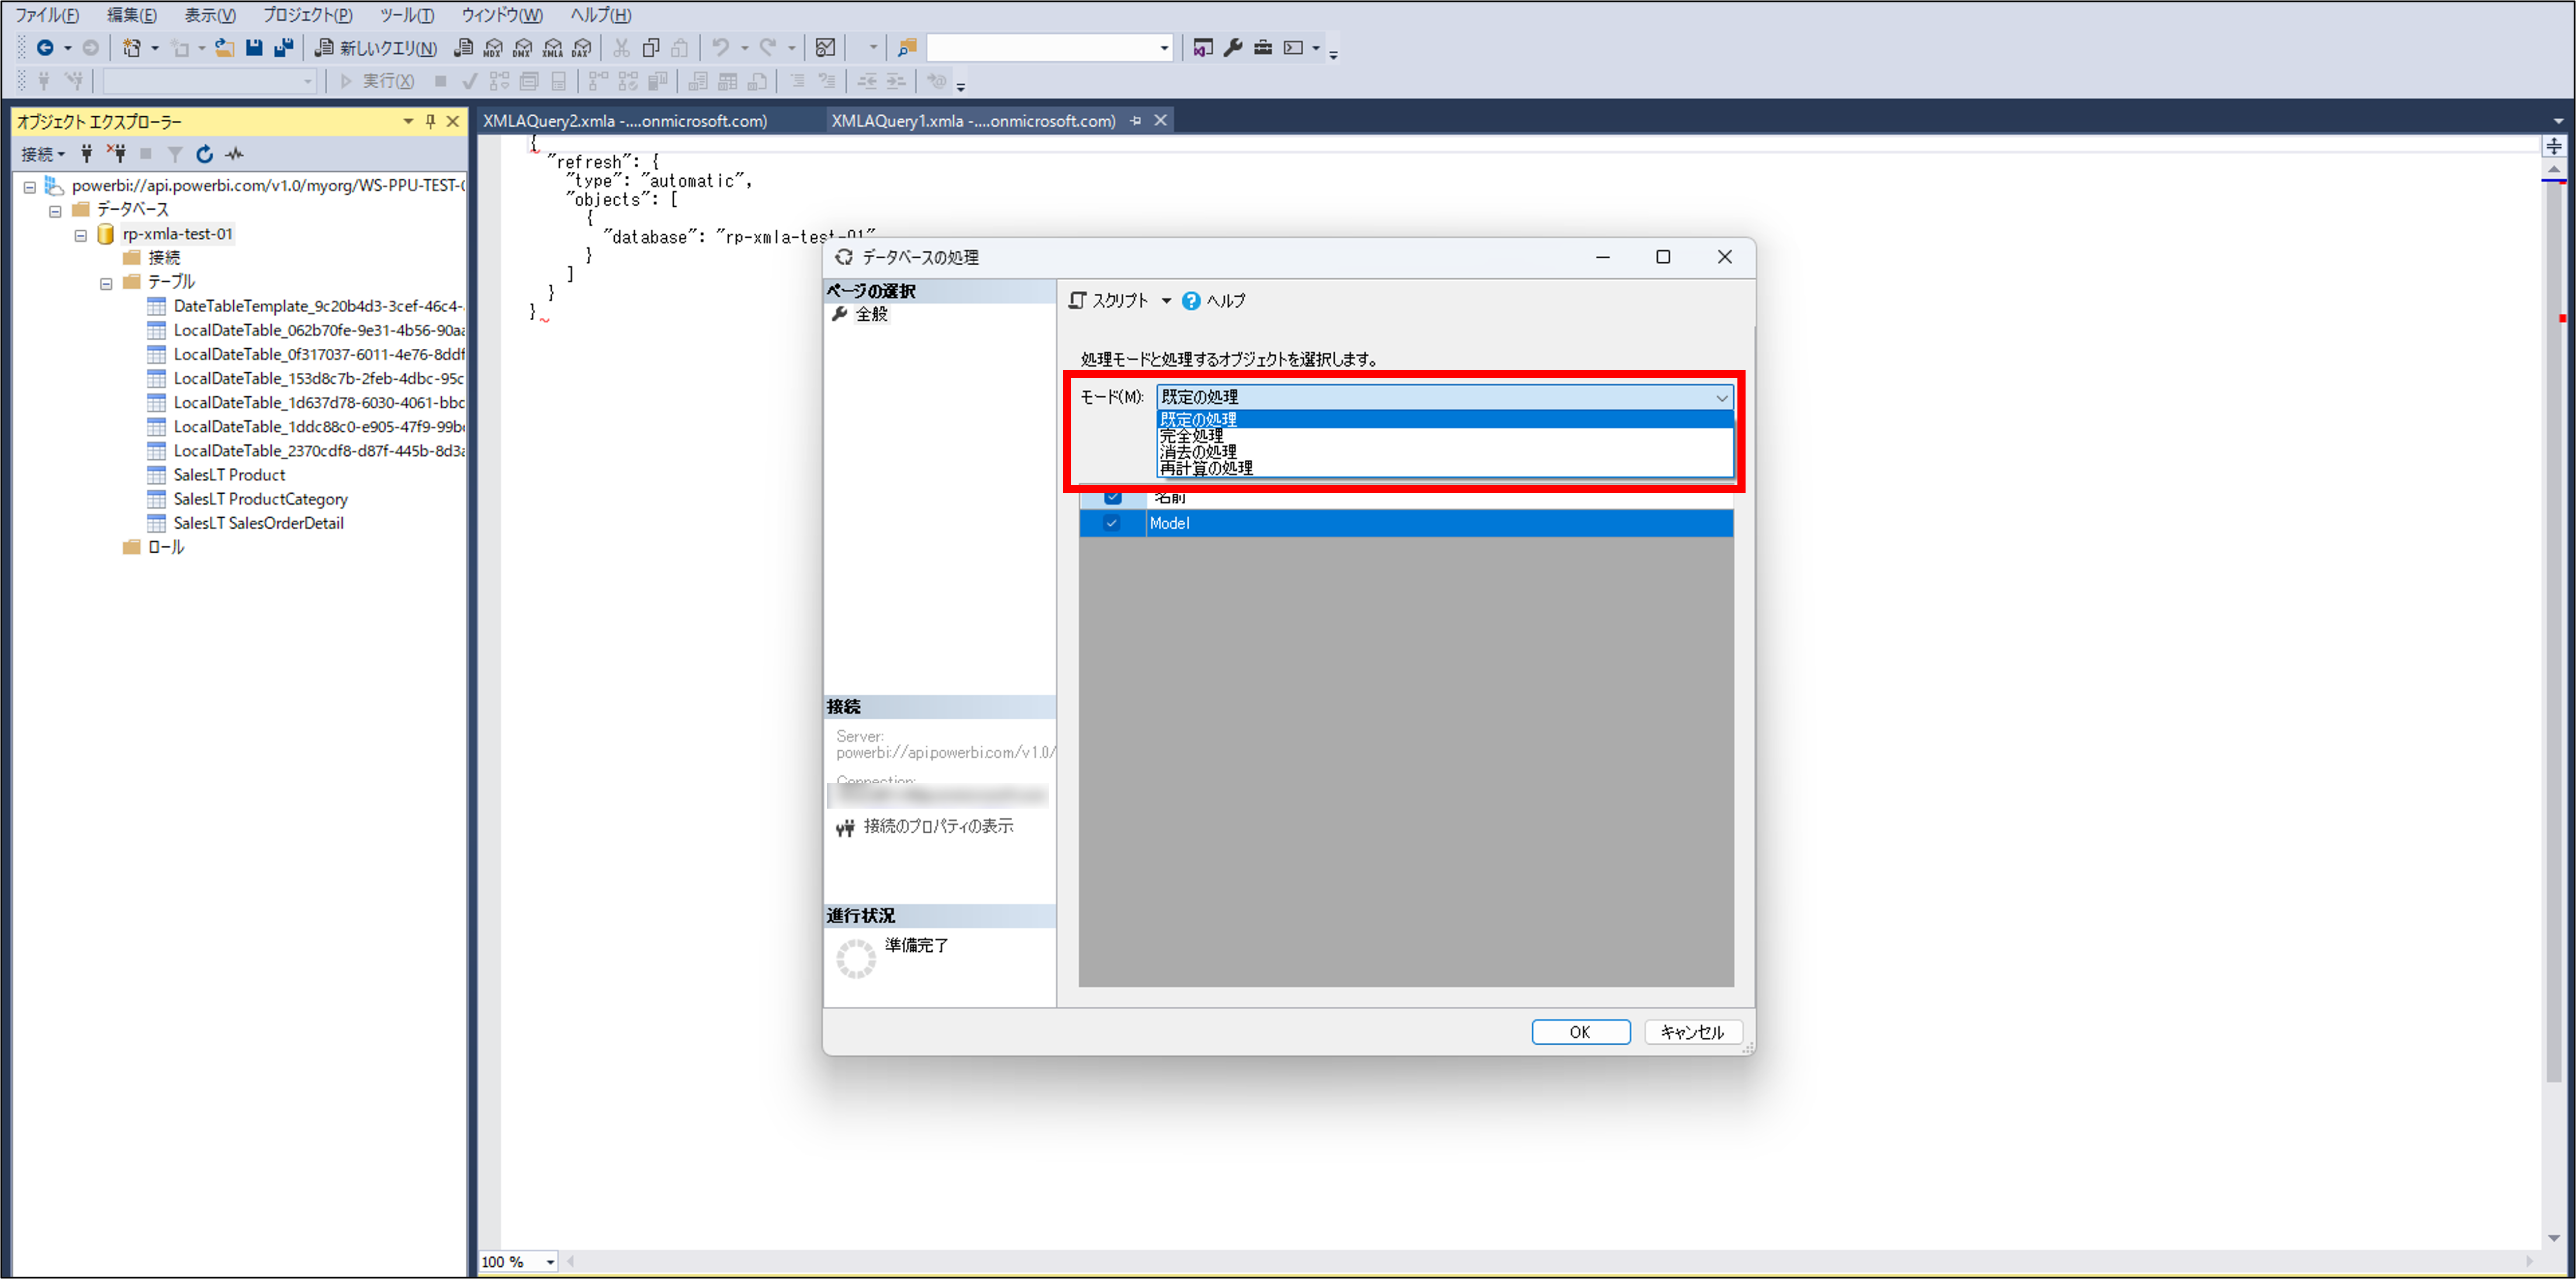 ファイル(F) 編集(E) 表示(V) プロジェクト(P) ツール(T) ウィンドウ(W) ヘルプ(H)
新しいクエリ(N) MDX DMX XMLA DAX
実行(X)
オブジェクト エクスプローラー
接続
powerbi://api.powerbi.com/v1.0/myorg/WS-PPU-TEST-
データベース
rp-xmla-test-01
接続
テーブル
DateTableTemplate_9c20b4d3-3cef-46c4-
LocalDateTable_062b70fe-9e31-4b56-90aa
LocalDateTable_0f317037-6011-4e76-8ddf
LocalDateTable_153d8c7b-2feb-4dbc-95c
LocalDateTable_1d637d78-6030-4061-bbc
LocalDateTable_1ddc88c0-e905-47f9-99b
LocalDateTable_2370cdf8-d87f-445b-8d3a
SalesLT Product
SalesLT ProductCategory
SalesLT SalesOrderDetail
ロール
XMLAQuery2.xmla -....onmicrosoft.com) XMLAQuery1.xmla -....onmicrosoft.com)
{
"refresh": {
"type": "automatic",
"objects": [
{
"database": "rp-xmla-test-01"
}
]
}
}
100 %
データベースの処理
ページの選択
全般
接続
Server:
powerbi://api.powerbi.com/v1.0/
Connection:
接続のプロパティの表示
進行状況
準備完了
スクリプト ヘルプ
処理モードと処理するオブジェクトを選択します。
モード(M): 既定の処理
既定の処理
完全処理
消去の処理
再計算の処理
名前
Model
OK キャンセル